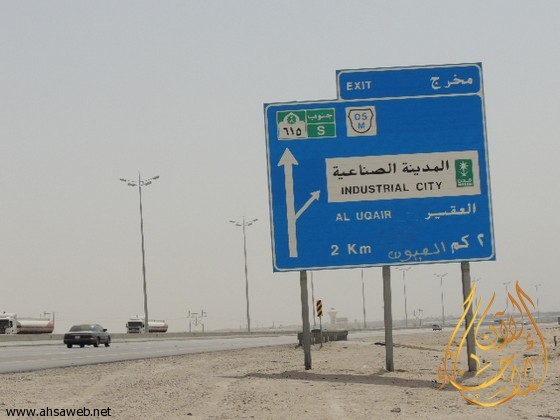 EXIT مخرج
٦١٥ جنوب S 05 M
المدينة الصناعية
INDUSTRIAL CITY
AL UQAIR العقير
2 Km العيون ٢ كم
www.ahsaweb.net